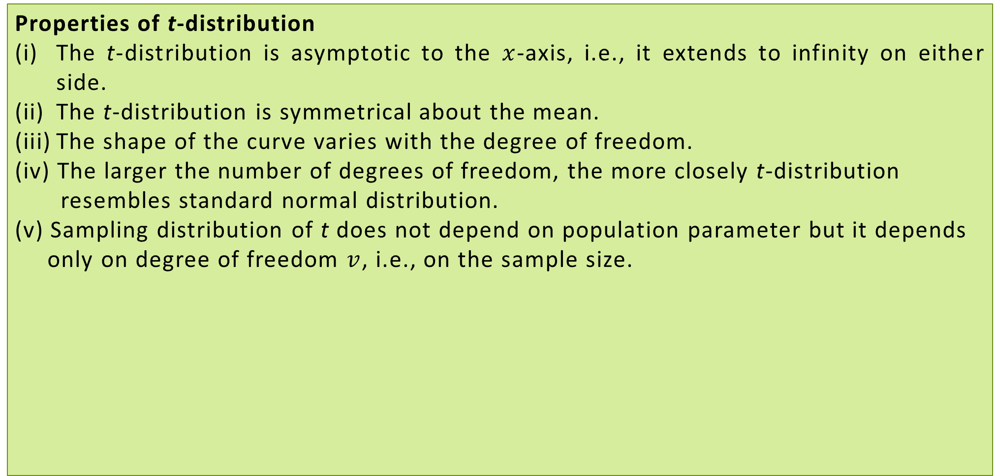 Properties of t-distribution
(i) The t-distribution is asymptotic to the x-axis, i.e., it extends to infinity on either
side.
(ii) The t-distribution is symmetrical about the mean.
(iii) The shape of the curve varies with the degree of freedom.
(iv) The larger the number of degrees of freedom, the more closely t-distribution
resembles standard normal distribution.
(v) Sampling distribution of t does not depend on population parameter but it depends
only on degree of freedom v, i.e., on the sample size.